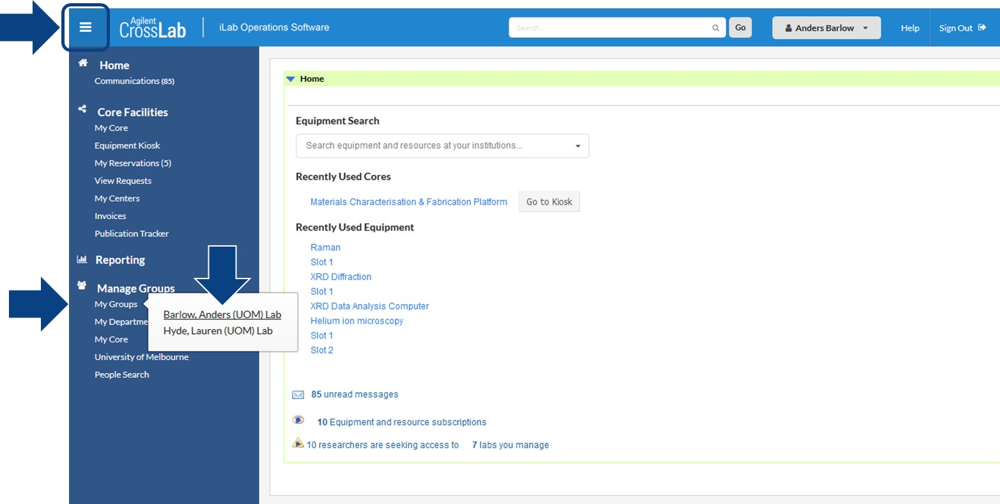 Agilent
CrossLab
iLab Operations Software
Search...
Go
Anders Barlow
Help
Sign Out
Home
Communications (85)
Core Facilities
My Core
Equipment Kiosk
My Reservations (5)
View Requests
My Centers
Invoices
Publication Tracker
Reporting
Manage Groups
My Groups
My Departme
My Core
University of Melbourne
People Search
Barlow, Anders (UOM) Lab
Hyde, Lauren (UOM) Lab
Home
Equipment Search
Search equipment and resources at your institutions...
Recently Used Cores
Materials Characterisation & Fabrication Platform
Go to Kiosk
Recently Used Equipment
Raman
Slot 1
XRD Diffraction
Slot 1
XRD Data Analysis Computer
Helium ion microscopy
Slot 1
Slot 2
85 unread messages
10 Equipment and resource subscriptions
10 researchers are seeking access to 7 labs you manage